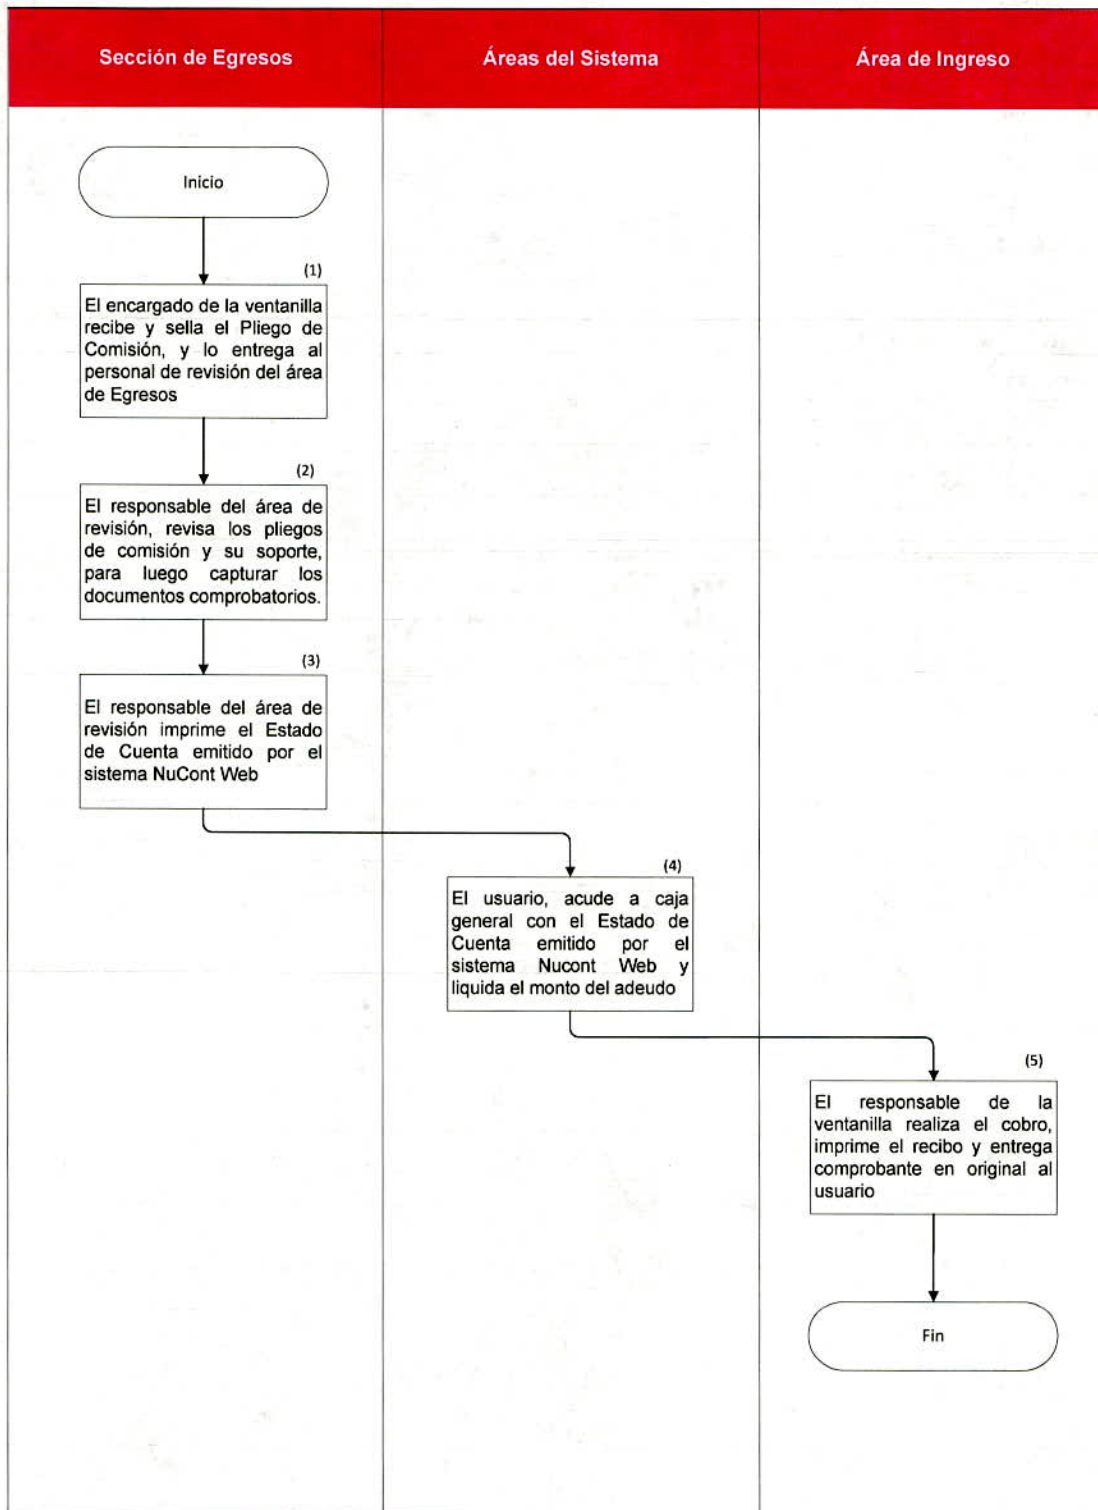 Sección de Egresos
Áreas del Sistema
Área de Ingreso
Inicio
(1)
El encargado de la ventanilla
recibe y sella el Pliego de
Comisión, y lo entrega al
personal de revisión del área
de Egresos
(2)
El responsable del área de
revisión, revisa los pliegos
de comisión y su soporte,
para luego capturar los
documentos comprobatorios.
(3)
El responsable del área de
revisión imprime el Estado
de Cuenta emitido por el
sistema NuCont Web
(4)
El usuario, acude a caja
general con el Estado de
Cuenta emitido por el
sistema Nucont Web y
liquida el monto del adeudo
(5)
El responsable de la
ventanilla realiza el cobro,
imprime el recibo y entrega
comprobante en original al
usuario
Fin